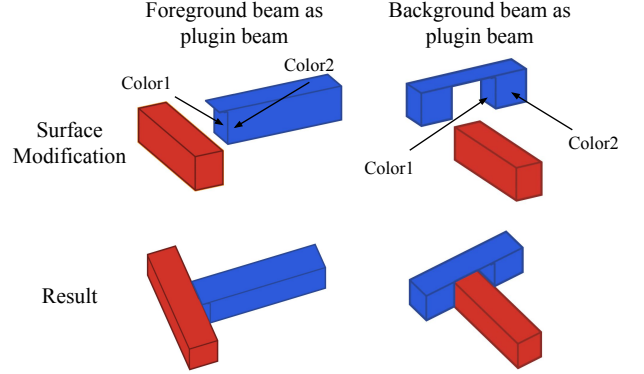 Foreground beam as
plugin beam
Background beam as
plugin beam
Color1
Color2
Surface
Modification
Color1
Color2
Result